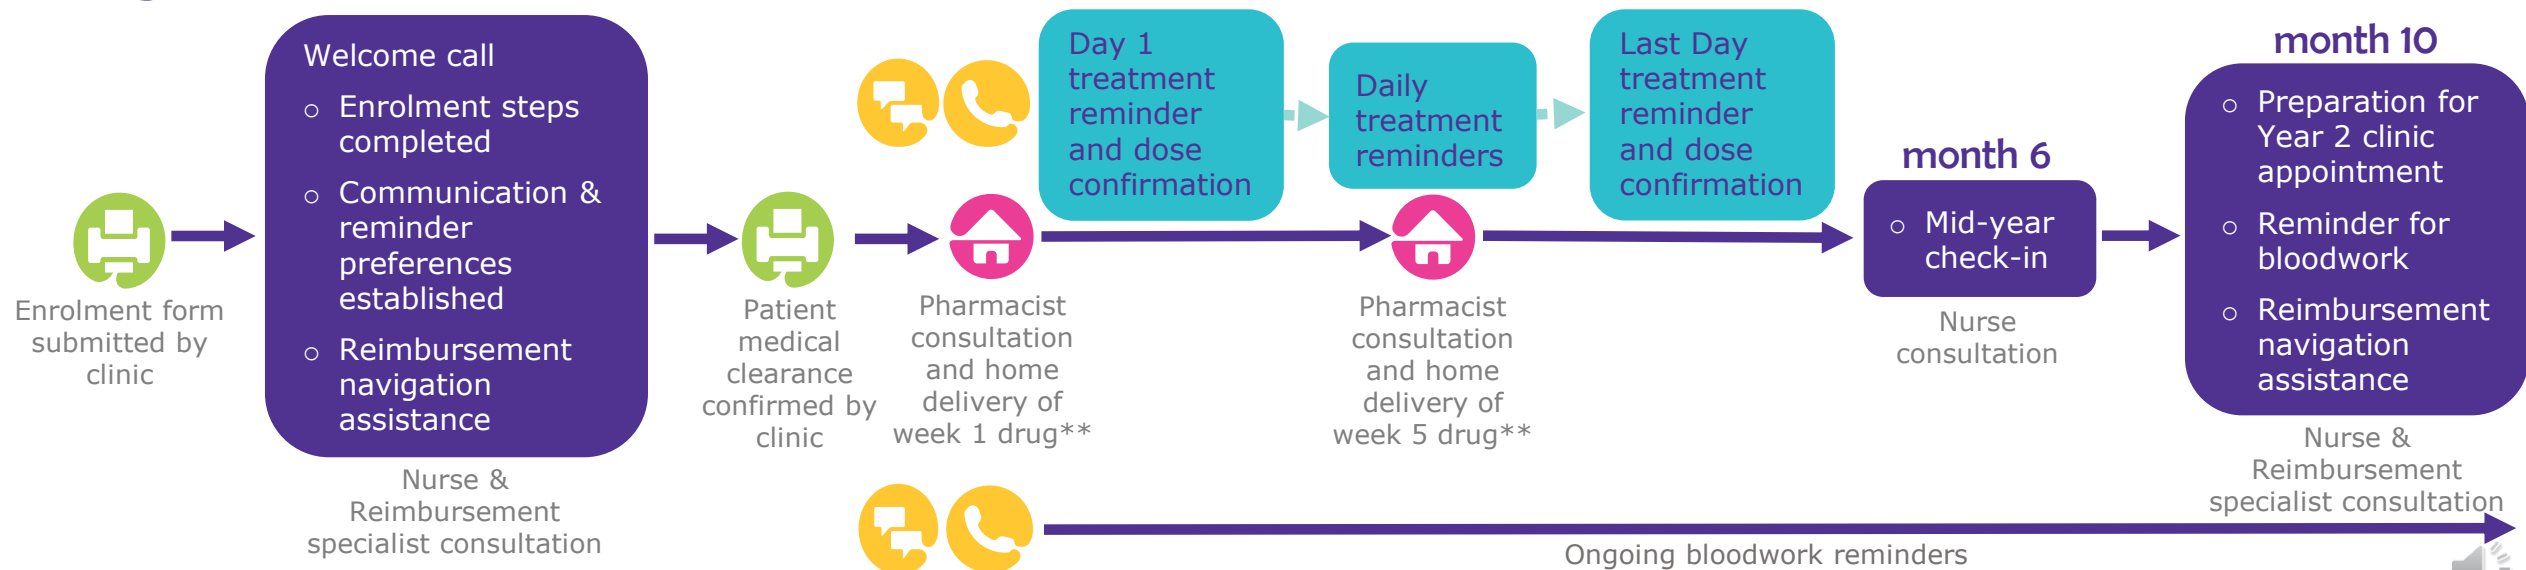 Enrolment form
submitted by
clinic
Welcome call
o Enrolment steps
completed
o Communication &
reminder
preferences
established
o Reimbursement
navigation
assistance
Nurse &
Reimbursement
specialist consultation
Patient
medical
clearance
confirmed by
clinic
Pharmacist
consultation
and home
delivery of
week 1 drug**
Day 1
treatment
reminder
and dose
confirmation
Daily
treatment
reminders
Last Day
treatment
reminder
and dose
confirmation
Pharmacist
consultation
and home
delivery of
week 5 drug**
month 6
o Mid-year
check-in
Nurse
consultation
month 10
o Preparation for
Year 2 clinic
appointment
o Reminder for
bloodwork
o Reimbursement
navigation
assistance
Nurse &
Reimbursement
specialist consultation
Ongoing bloodwork reminders